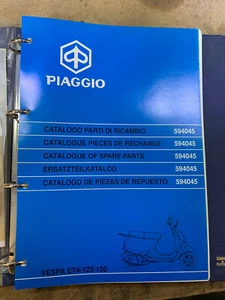 PIAGGIO
CATALOGO PARTI DI RICAMBIO 594045
CATALOGUE PIECES DE RECHANGE 594045
CATALOGUE OF SPARE PARTS 594045
ERSATZTEILKATALOG 594045
CATALOGO DE PIEZAS DE REPUESTO 594045
VESPA ET4-125 150